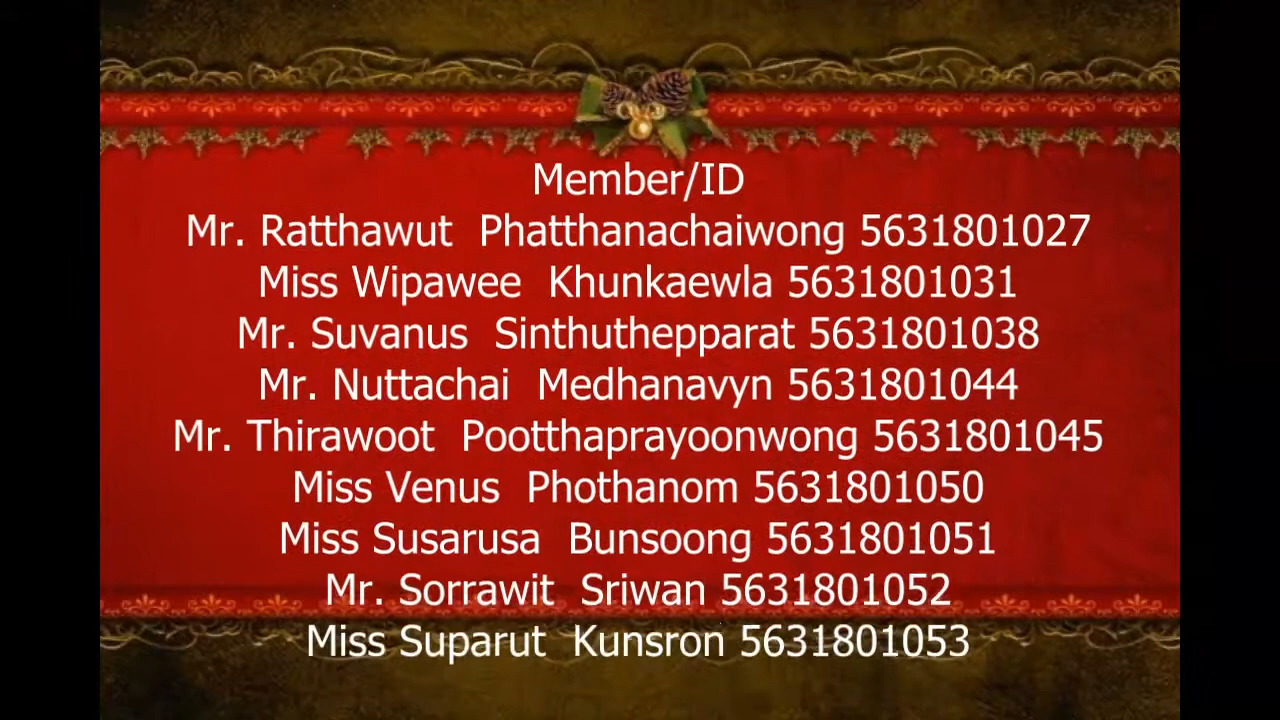 Member/ID
Mr. Ratthawut  Phatthanachaiwong 5631801027
Miss Wipawee  Khunkaewla 5631801031
Mr. Suvanus  Sinthuthepparat 5631801038
Mr. Nuttachai  Medhanavyn 5631801044
Mr. Thirawoot  Pootthaprayoonwong 5631801045
Miss Venus  Phothanom 5631801050
Miss Susarusa  Bunsoong 5631801051
Mr. Sorrawit  Sriwan 5631801052
Miss Suparut  Kunsron 5631801053